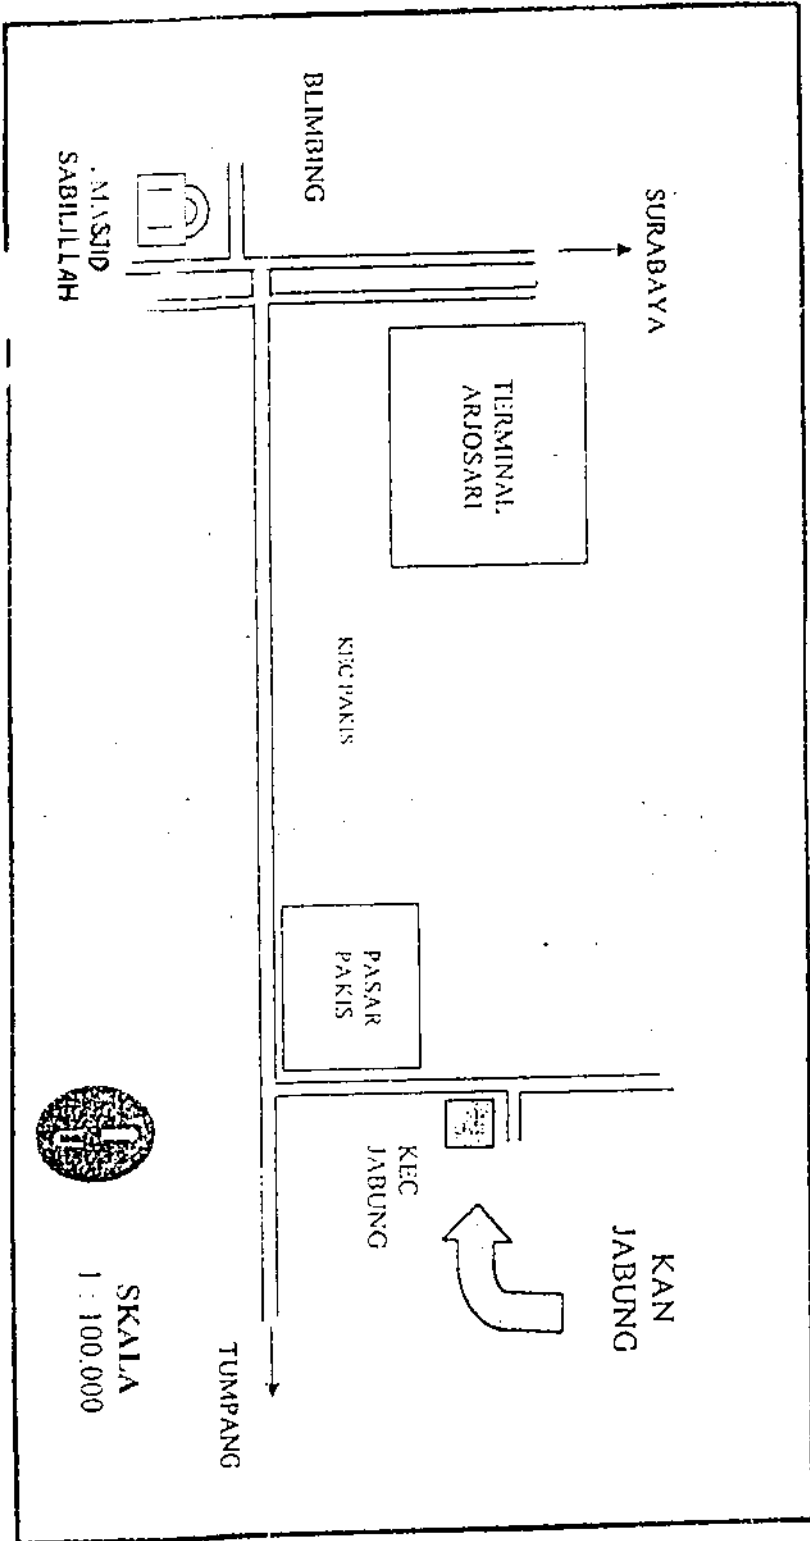 SURABAYA
BLIMBING
MASJID
SABILILLAH
TERMINAL
ARJOSARI
KEC PAKIS
PASAR
PAKIS
KEC
JABUNG
KAN
JABUNG
TUMPANG
SKALA
1 : 100.000